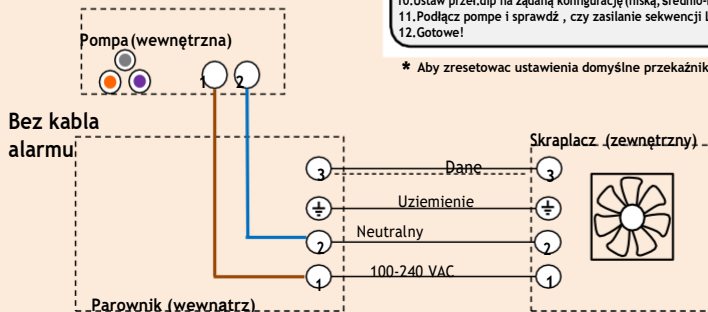 10.Ustaw przeł.dip na żądaną konfigurację (niską, średnio-
11.Podłącz pompe i sprawdź , czy zasilanie sekwencji
12.Gotowe!
* Aby zresetowac ustawienia domyślne przekaźnik
Pompa (wewnętrzna)
1 2
Bez kabla
alarmu
Skraplacz (zewnętrzny)
3 Dane 3
Uziemienie
Neutralny
2 2
100-240 VAC
1 1
Parownik (wewnątrz)